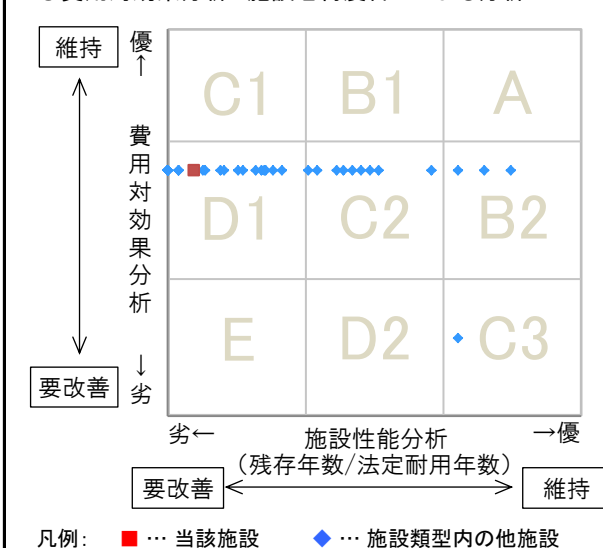 維持
優
↑
費用対効果分析
↓
劣
要改善
C1 B1 A
D1 C2 B2
E D2 C3
劣← 施設性能分析 →優
(残存年数/法定耐用年数)
要改善 維持
凡例: ■ … 当該施設 ◆ … 施設類型内の他施設